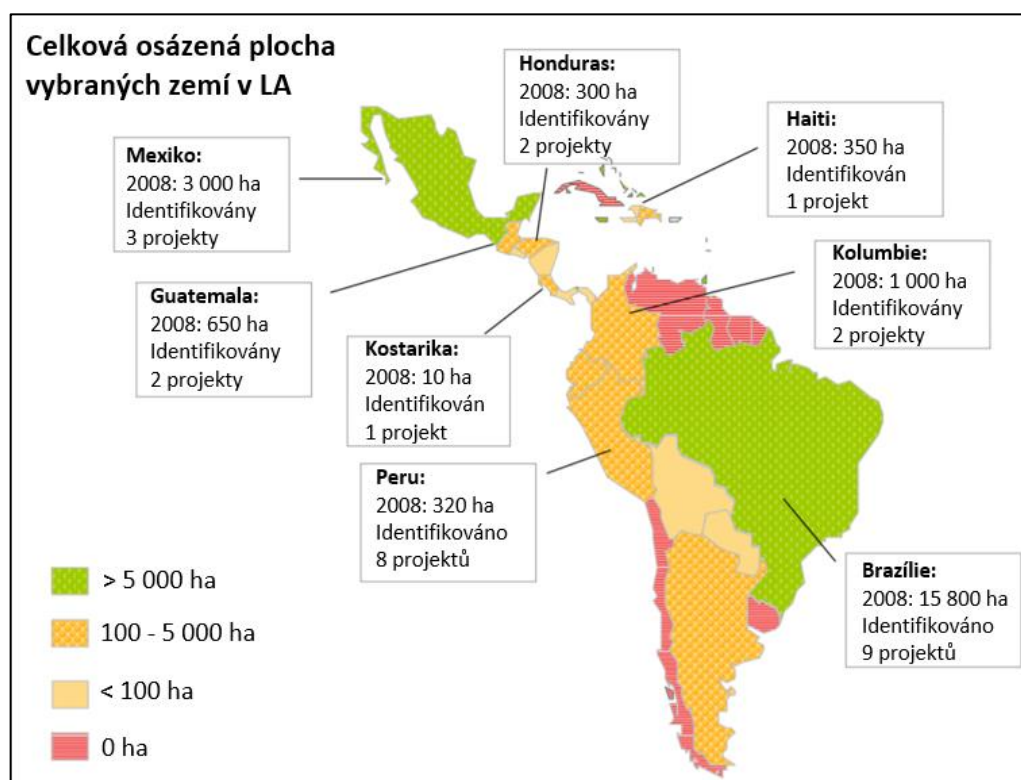 Celková osázená plocha
vybraných zemí v LA
Honduras:
2008: 300 ha
Identifikovány
2 projekty
Haiti:
2008: 350 ha
Identifikován
1 projekt
Mexiko:
2008: 3 000 ha
Identifikovány
3 projekty
Kolumbie:
2008: 1 000 ha
Identifikovány
2 projekty
Guatemala:
2008: 650 ha
Identifikovány
2 projekty
Kostarika:
2008: 10 ha
Identifikován
1 projekt
Peru:
2008: 320 ha
Identifikováno
8 projektů
Brazílie:
2008: 15 800 ha
Identifikováno
9 projektů
> 5 000 ha
100 - 5 000 ha
< 100 ha
0 ha